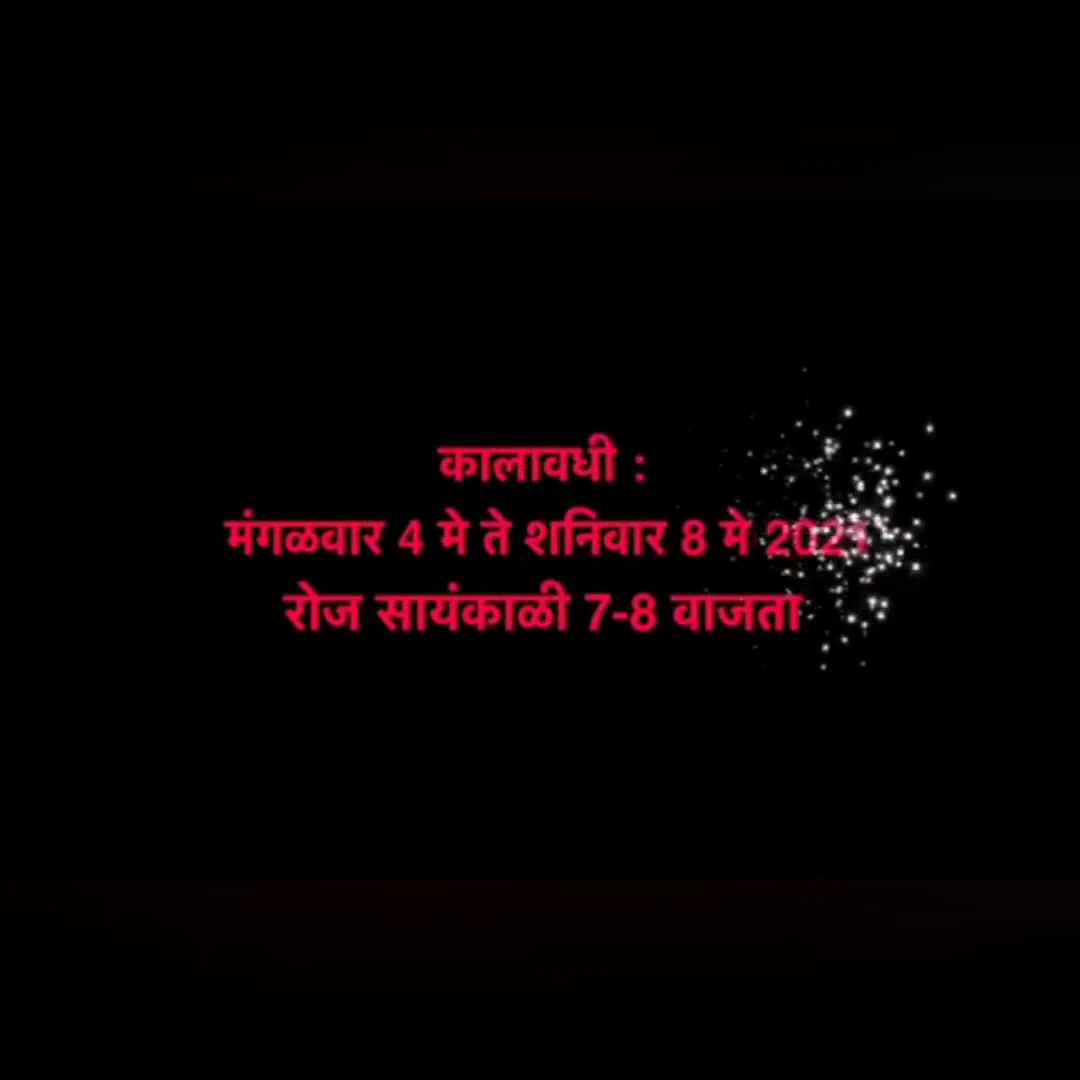 कालावधी :
मंगळवार 4 मे ते शनिवार 8 मे 2021
रोज सायंकाळी 7-8 वाजता